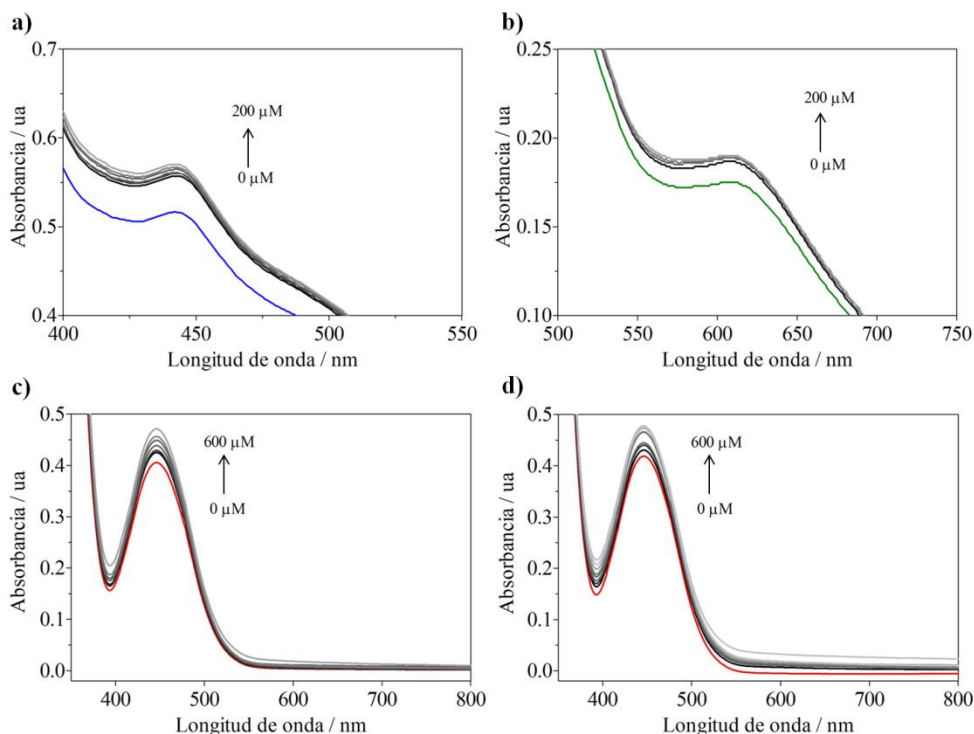 a)
0.7
0.6
0.5
0.4
Absorbancia / ua
200 µM
0 µM
400 450 500 550
Longitud de onda / nm
b)
0.25
0.20
0.15
0.10
Absorbancia / ua
200 µM
0 µM
500 550 600 650 700 750
Longitud de onda / nm
c)
0.5
0.4
0.3
0.2
0.1
0.0
Absorbancia / ua
600 µM
0 µM
400 500 600 700 800
Longitud de onda / nm
d)
0.5
0.4
0.3
0.2
0.1
0.0
Absorbancia / ua
600 µM
0 µM
400 500 600 700 800
Longitud de onda / nm